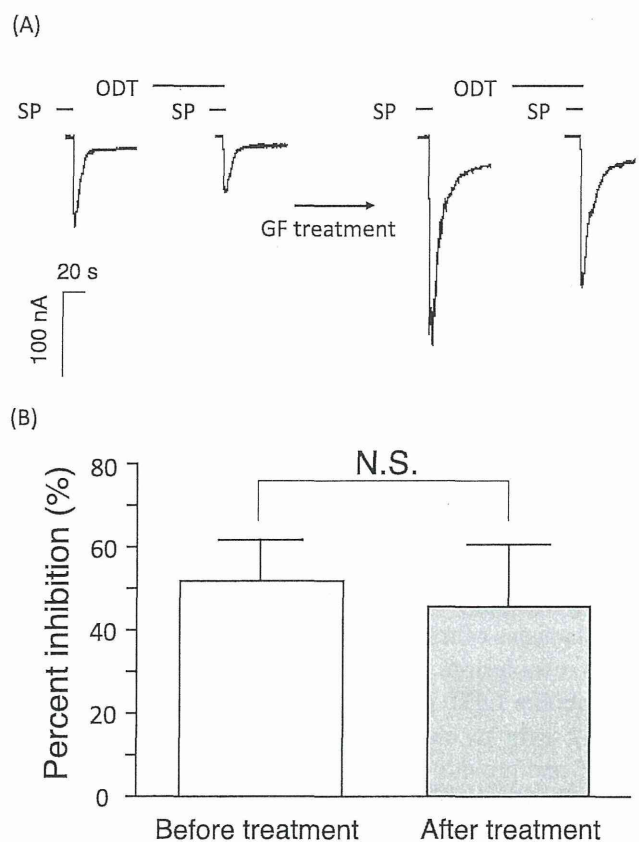 (A)
ODT ODT
SP SP SP SP
GF treatment
20 s
100 nA
(B)
N.S.
Percent inhibition (%)
80
60
40
20
0
Before treatment After treatment